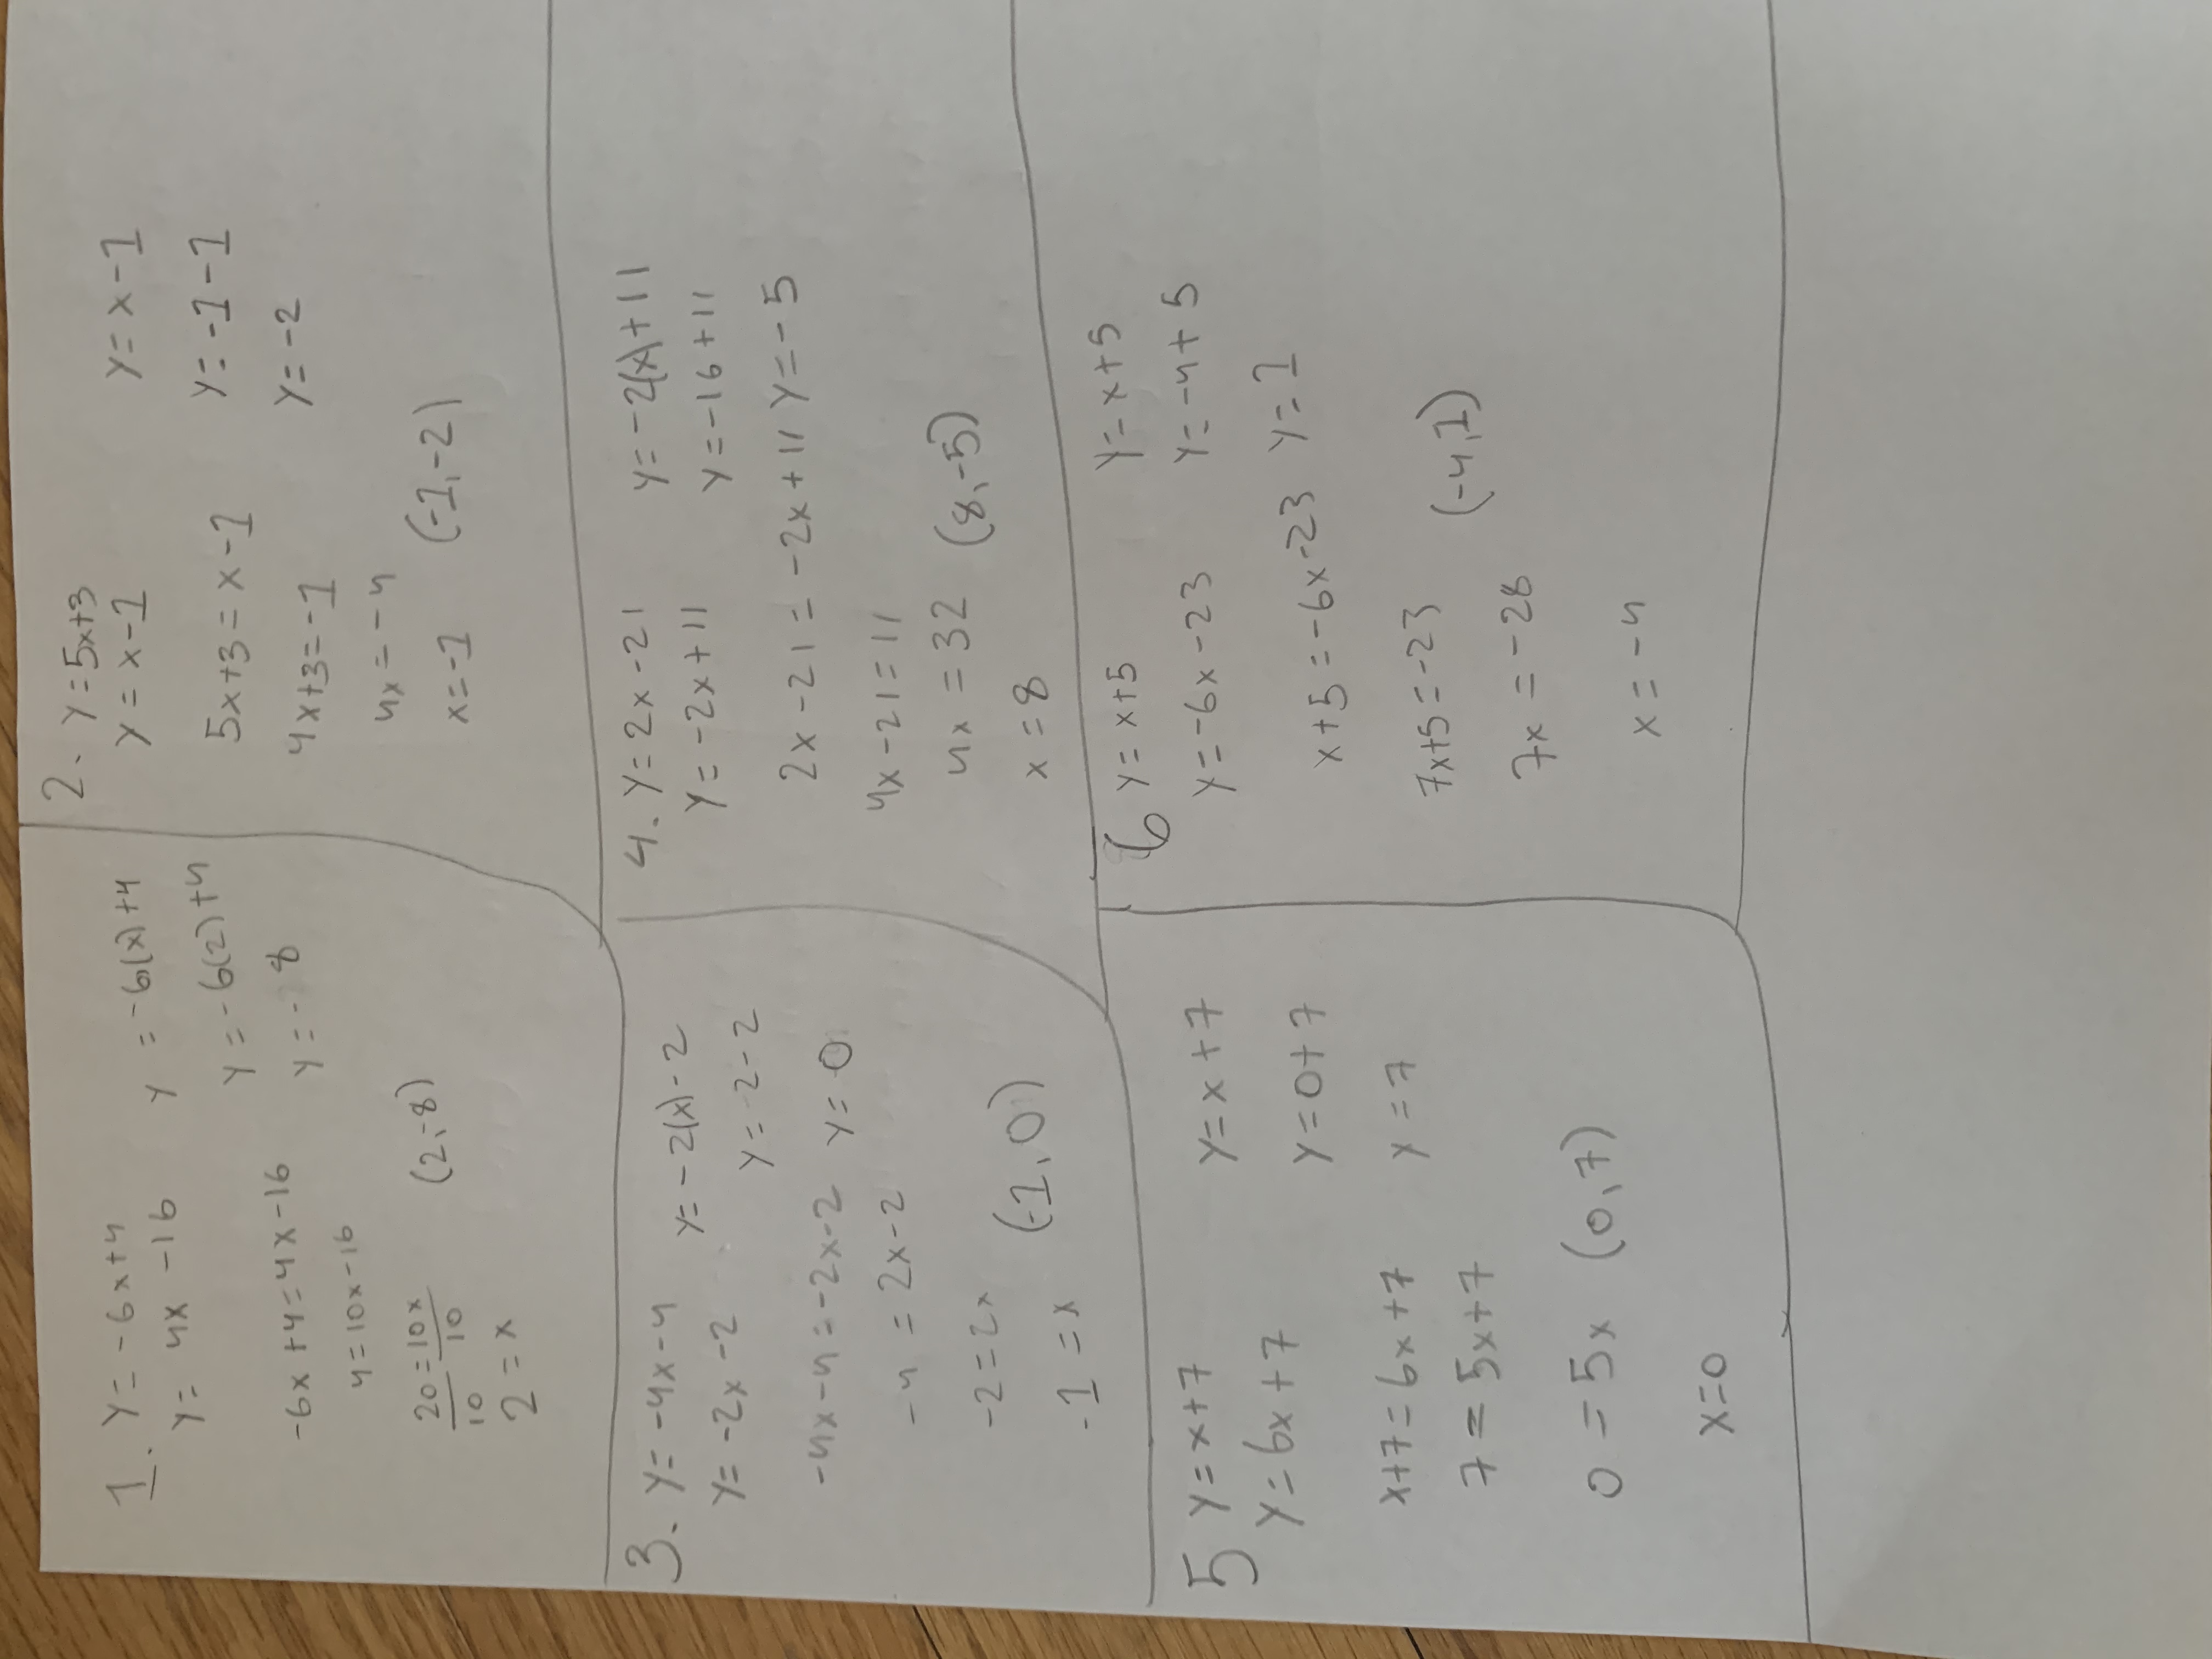 1. y = -6x+4
y = 4x -16
-6x +4 = 4x -16
4 = 10x -16
20 = 10x
10 10
2 = x
y = -6(x) +4
y = -6(2) +4
y = -8
(2,-8)
2. y = 5x+3
y = x-1
5x+3 = x-1
4x+3 = -1
4x = -4
x = -1
y = x-1
y = -1-1
y = -2
(-1,-2)
3. y = -4x-4
y = -2x -2
-4x-4 = -2x-2
-4 = 2x-2
-2 = 2x
-1 = x
y = -2(x) -2
y = 2-2
y = 0
(-1,0)
4. y = 2x -21
y = -2x+11
2x -21 = -2x+11
4x -21 = 11
4x = 32
x = 8
y = -2(x)+11
y = -16+11
y = -5
(8,-5)
5 y = x+7
y = 6x+7
x+7 = 6x+7
7 = 5x+7
0 = 5x
x = 0
y = x+7
y = 0+7
y = 7
(0,7)
6 y = x+5
y = -6x -23
x+5 = -6x-23
7x+5 = -23
7x = -28
x = -4
y = x+5
y = -4+5
y = 1
(-4,1)